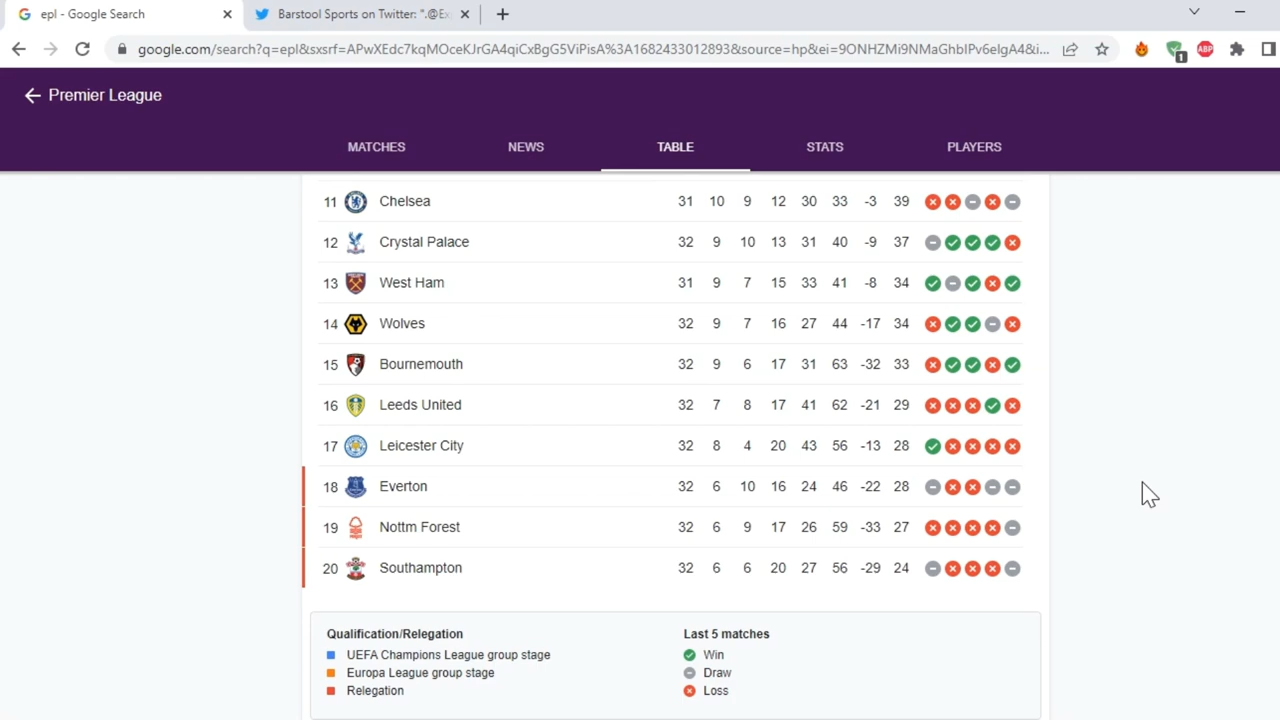 epl - Google Search
Barstool Sports on Twitter: ".@Ex
google.com/search?q=epl&sxsrf=APwXEdc7kqMOceKJrGA4qiCxBgG5ViPisA%3A1682433012893&source=hp&ei=9ONHZMi9NMaGhbIPv6elgA4&i...
1
ABP
Premier League
MATCHES NEWS TABLE STATS PLAYERS
11 Chelsea 31 10 9 12 30 33 -3 39
12 Crystal Palace 32 9 10 13 31 40 -9 37
13 West Ham 31 9 7 15 33 41 -8 34
14 Wolves 32 9 7 16 27 44 -17 34
15 Bournemouth 32 9 6 17 31 63 -32 33
16 Leeds United 32 7 8 17 41 62 -21 29
17 Leicester City 32 8 4 20 43 56 -13 28
18 Everton 32 6 10 16 24 46 -22 28
19 Nottm Forest 32 6 9 17 26 59 -33 27
20 Southampton 32 6 6 20 27 56 -29 24
Qualification/Relegation
UEFA Champions League group stage
Europa League group stage
Relegation
Last 5 matches
Win
Draw
Loss